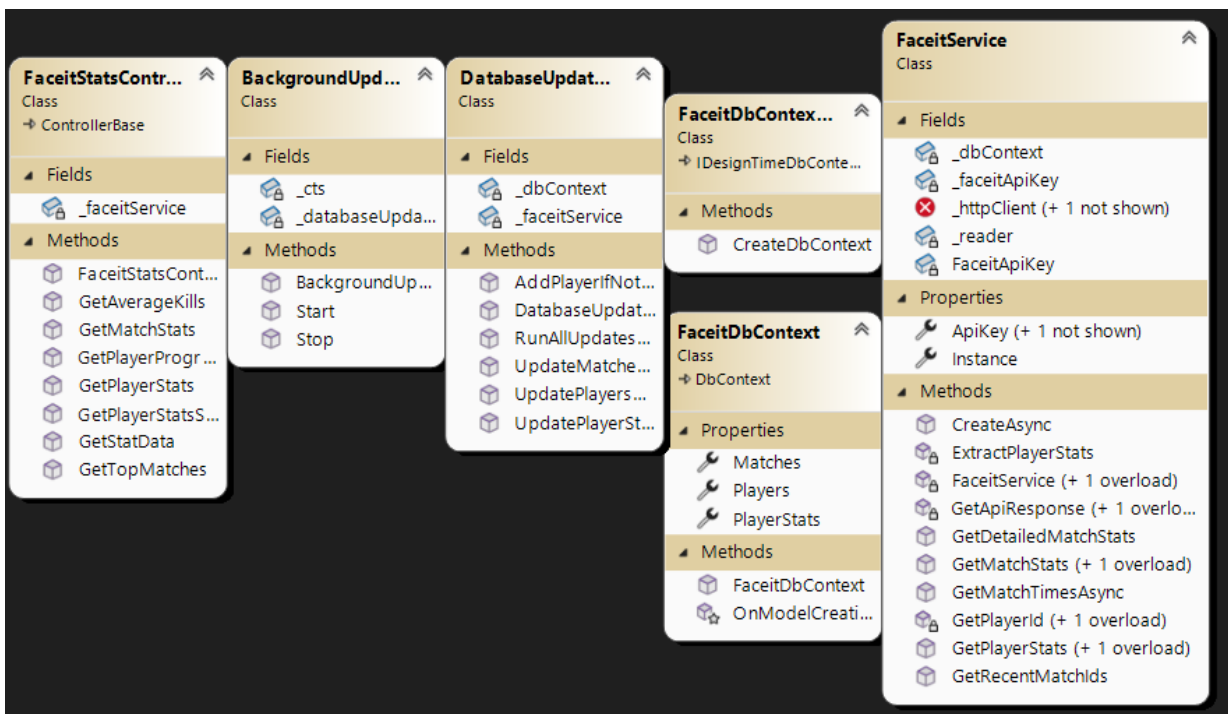 FaceitStatsContr...
Class
ControllerBase
Fields
_faceitService
Methods
FaceitStatsCont...
GetAverageKills
GetMatchStats
GetPlayerProgr...
GetPlayerStats
GetPlayerStatsS...
GetStatData
GetTopMatches
BackgroundUpd...
Class
Fields
_cts
_databaseUpda...
Methods
BackgroundUp...
Start
Stop
DatabaseUpdat...
Class
Fields
_dbContext
_faceitService
Methods
AddPlayerIfNot...
DatabaseUpdat...
RunAllUpdates...
UpdateMatche...
UpdatePlayers...
UpdatePlayerSt...
FaceitDbContex...
Class
IDesignTimeDbConte...
Methods
CreateDbContext
FaceitDbContext
Class
DbContext
Properties
Matches
Players
PlayerStats
Methods
FaceitDbContext
OnModelCreati...
FaceitService
Class
Fields
_dbContext
_faceitApiKey
_httpClient (+ 1 not shown)
_reader
FaceitApiKey
Properties
ApiKey (+ 1 not shown)
Instance
Methods
CreateAsync
ExtractPlayerStats
FaceitService (+ 1 overload)
GetApiResponse (+ 1 overlo...
GetDetailedMatchStats
GetMatchStats (+ 1 overload)
GetMatchTimesAsync
GetPlayerId (+ 1 overload)
GetPlayerStats (+ 1 overload)
GetRecentMatchIds